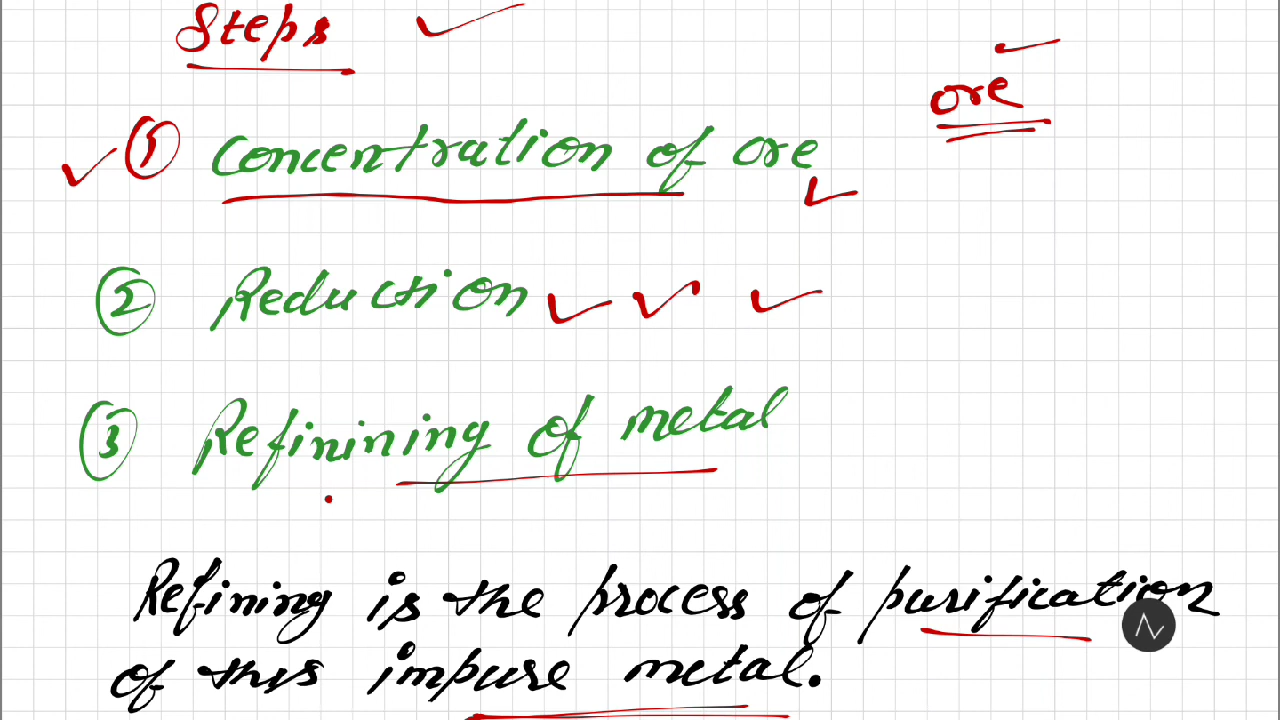 Steps
ore
① Concentration of ore
② Reduction
③ Refinining of metal
Refining is the process of purification
of this impure metal.